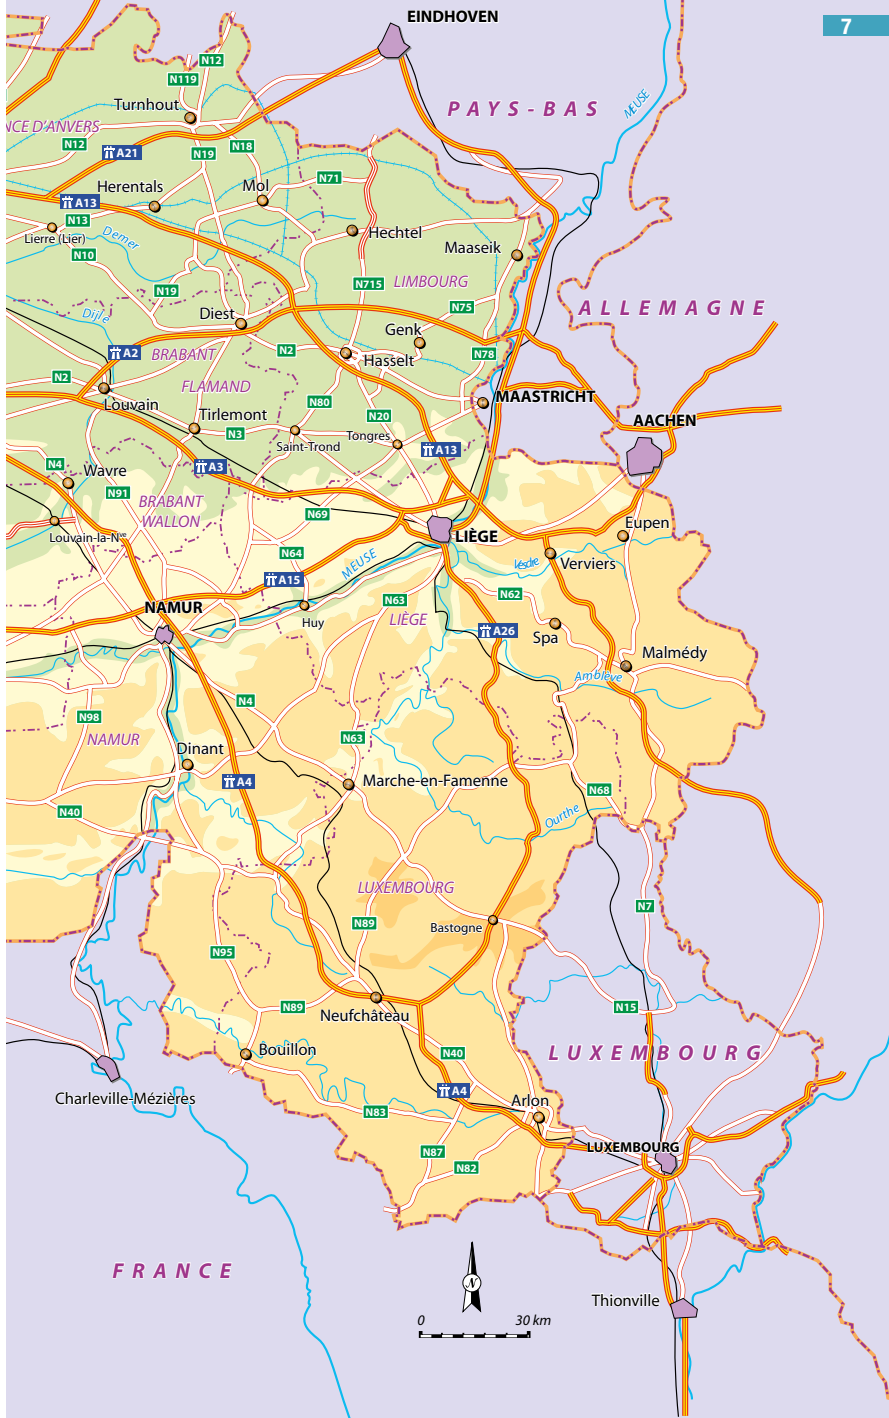 EINDHOVEN
7
N12
N119
Turnhout
PAYS-BAS
MEUSE
NCE D'ANVERS
N12
A21
N19
N18
Herentals
Mol
N71
A13
N13
Lierre (Lier)
Demer
N10
Hechtel
Maaseik
N19
N715
LIMBOURG
Dijle
Diest
N75
ALLEMAGNE
Genk
A2
BRABANT
N2
Hasselt
N78
N2
FLAMAND
Louvain
N80
MAASTRICHT
Tirlemont
N20
AACHEN
N3
Saint-Trond
Tongres
A13
N4
Wavre
A3
N91
BRABANT
WALLON
N69
Eupen
Louvain-la-Nve
LIÈGE
N64
MEUSE
Vesdre
Verviers
A15
NAMUR
N63
N62
Huy
LIÈGE
A26
Spa
Malmédy
Amblève
N4
N98
NAMUR
N63
Dinant
A4
Marche-en-Famenne
N68
N40
Ourthe
LUXEMBOURG
N7
N89
Bastogne
N95
N89
N15
Neufchâteau
Bouillon
N40
LUXEMBOURG
Charleville-Mézières
A4
Arlon
N83
N87
N82
LUXEMBOURG
FRANCE
N
Thionville
0
30 km